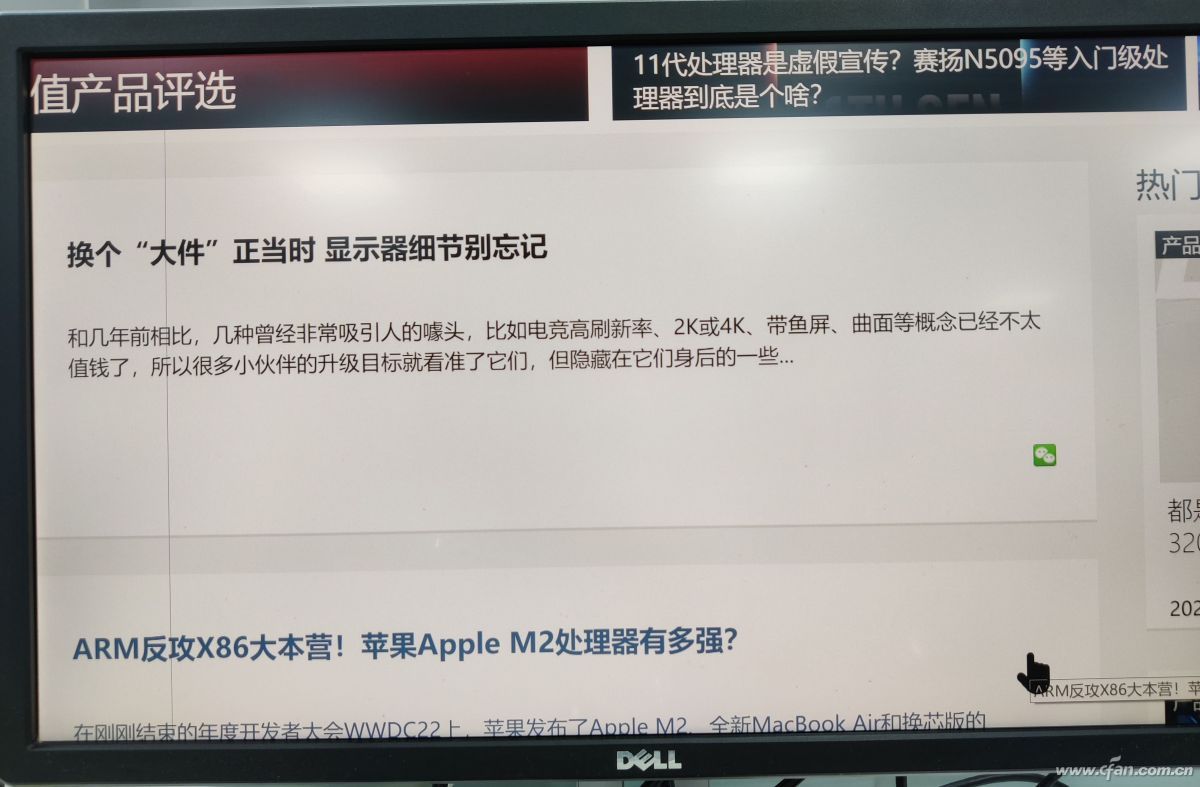 值产品评选
11代处理器是虚假宣传？赛扬N5095等入门级处
理器到底是个啥？
热门
产品
换个“大件”正当时 显示器细节别忘记
和几年前相比，几种曾经非常吸引人的噱头，比如电竞高刷新率、2K或4K、带鱼屏、曲面等概念已经不太
值钱了，所以很多小伙伴的升级目标就看准了它们，但隐藏在它们身后的一些...
都是
320
202
ARM反攻X86大本营！苹果Apple M2处理器有多强？
ARM反攻X86大本营！苹
在刚刚结束的年度开发者大会WWDC22上，苹果发布了Apple M2、全新MacBook Air和换芯版的
DELL
www.cfan.com.cn